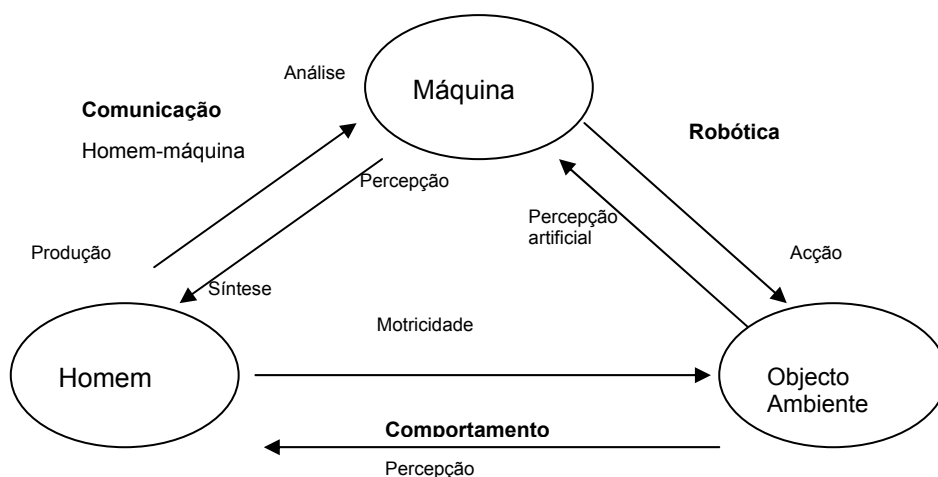 Análise
Máquina
Comunicação
Homem-máquina
Robótica
Percepção
Percepção
artificial
Produção
Acção
Síntese
Motricidade
Homem
Objecto
Ambiente
Comportamento
Percepção